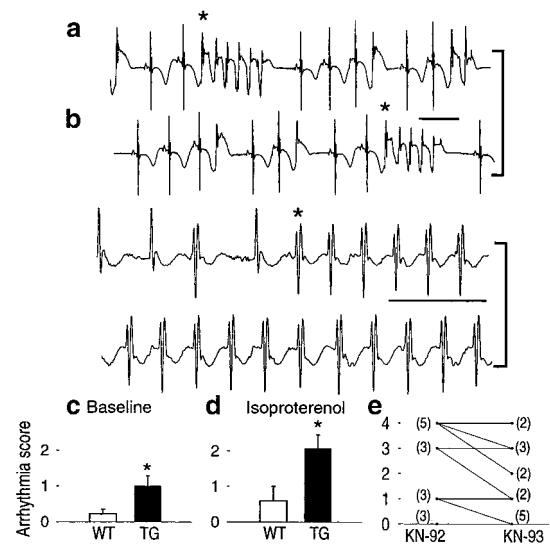 a
*
b
*
*
c Baseline
d Isoproterenol
e
Arrhythmia score
2
1
0
*
WT TG
2
1
0
*
WT TG
4 (5) (2)
3 (3) (3)
2 (2)
1 (3) (2)
0 (3) (5)
KN-92 KN-93